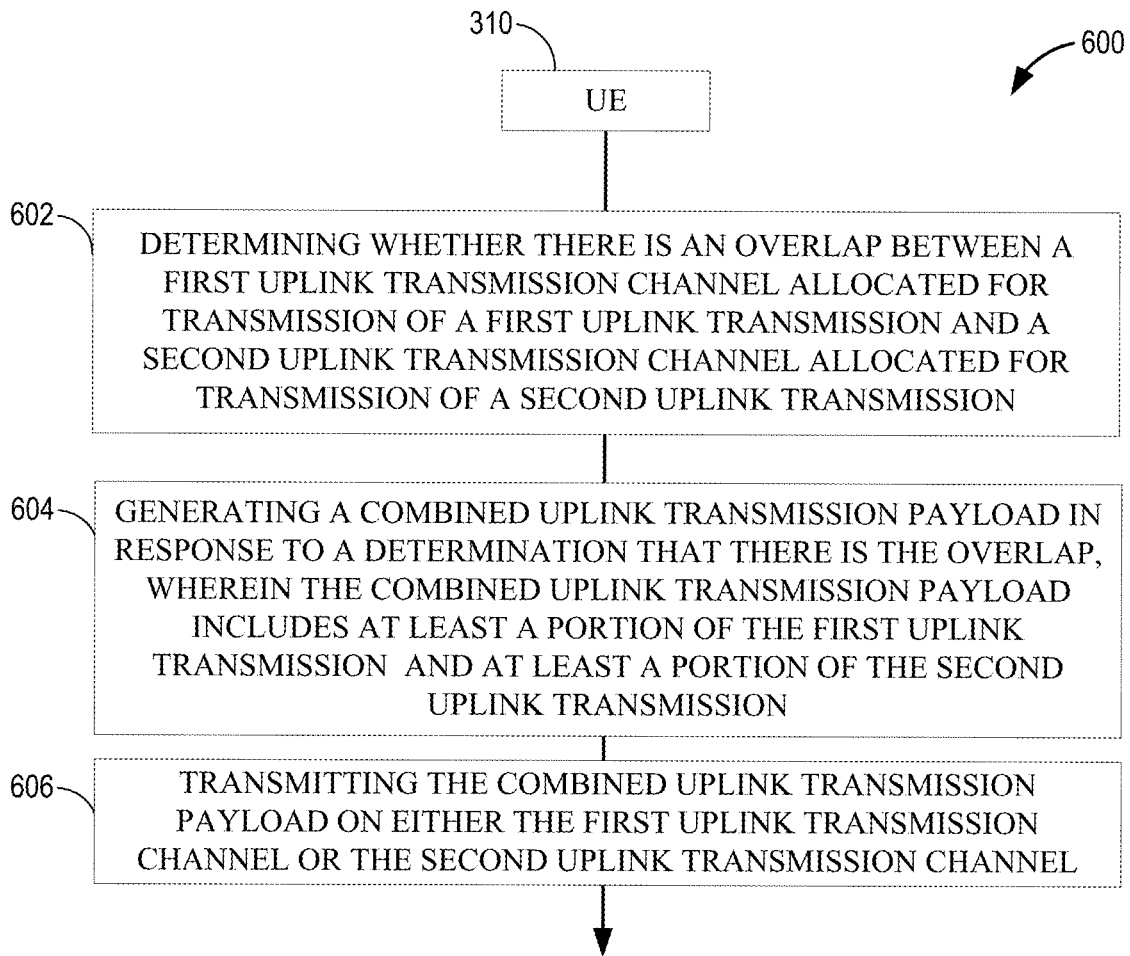 310
600
UE
602
DETERMINING WHETHER THERE IS AN OVERLAP BETWEEN A
FIRST UPLINK TRANSMISSION CHANNEL ALLOCATED FOR
TRANSMISSION OF A FIRST UPLINK TRANSMISSION AND A
SECOND UPLINK TRANSMISSION CHANNEL ALLOCATED FOR
TRANSMISSION OF A SECOND UPLINK TRANSMISSION
604
GENERATING A COMBINED UPLINK TRANSMISSION PAYLOAD IN
RESPONSE TO A DETERMINATION THAT THERE IS THE OVERLAP,
WHEREIN THE COMBINED UPLINK TRANSMISSION PAYLOAD
INCLUDES AT LEAST A PORTION OF THE FIRST UPLINK
TRANSMISSION AND AT LEAST A PORTION OF THE SECOND
UPLINK TRANSMISSION
606
TRANSMITTING THE COMBINED UPLINK TRANSMISSION
PAYLOAD ON EITHER THE FIRST UPLINK TRANSMISSION
CHANNEL OR THE SECOND UPLINK TRANSMISSION CHANNEL